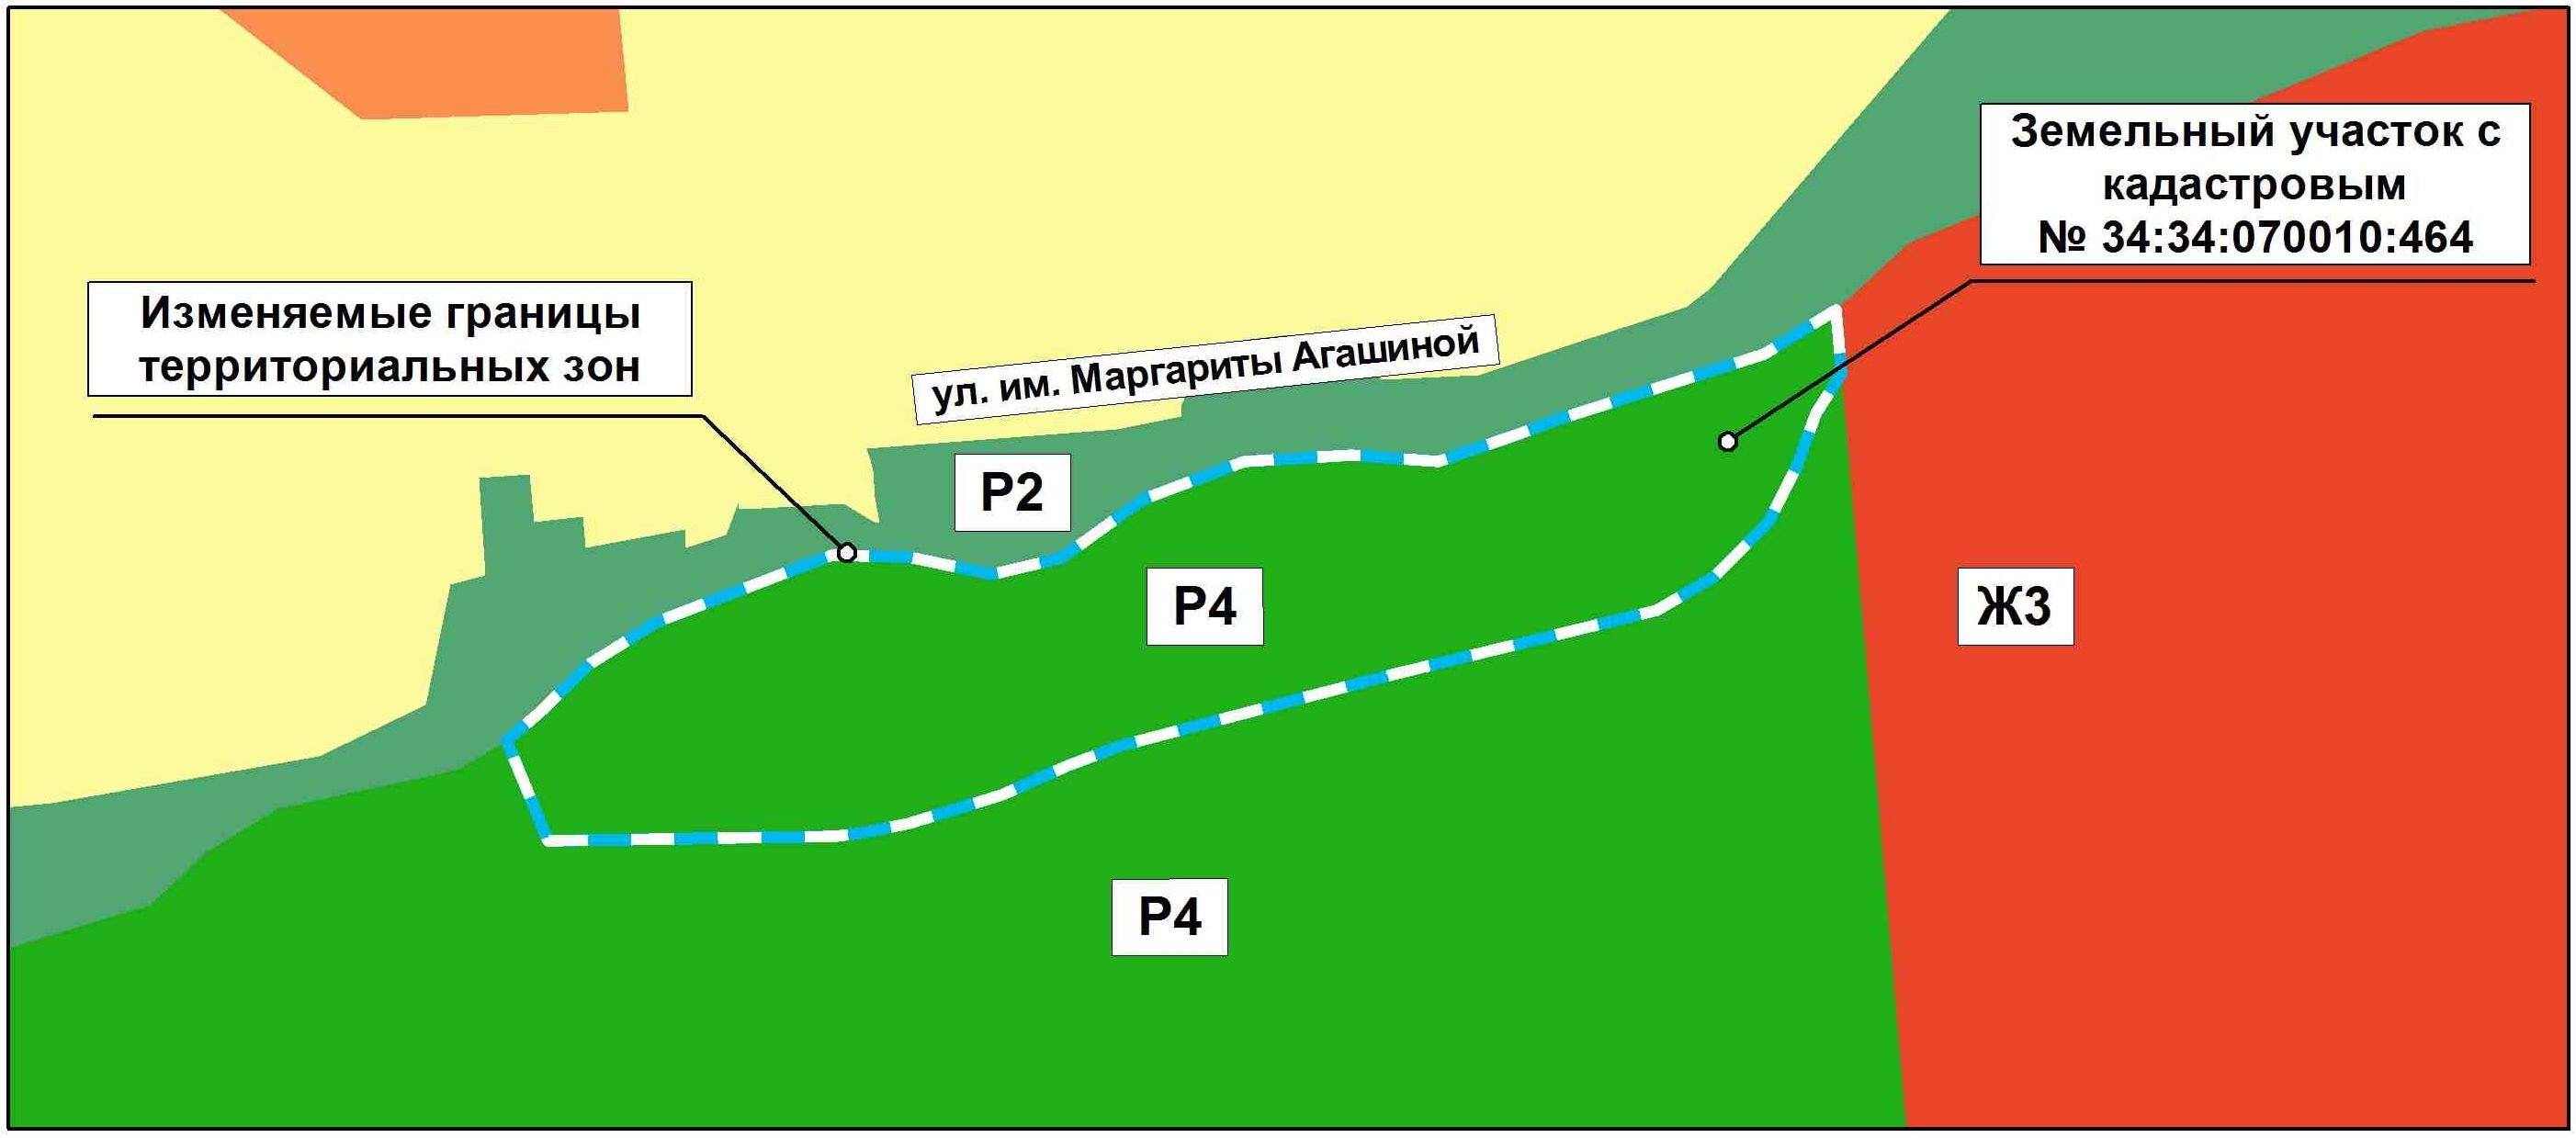 Земельный участок с
кадастровым
№ 34:34:070010:464
Изменяемые границы
территориальных зон
ул. им. Маргариты Агашиной
Р2
Р4
Ж3
Р4